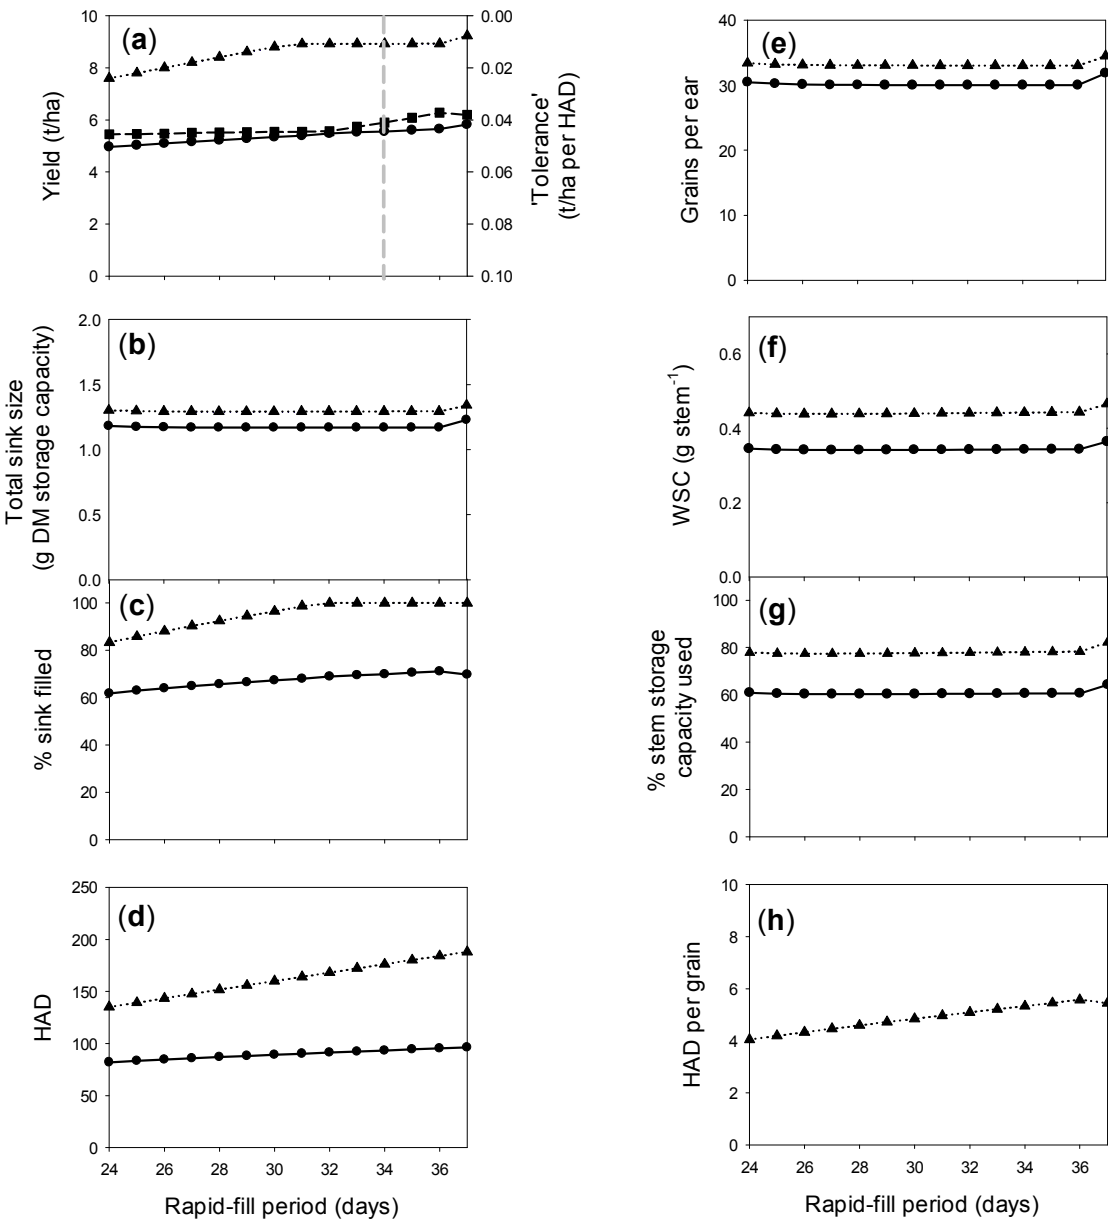 (a)
Yield (t/ha)
10
8
6
4
2
0
0.00
0.02
0.04
0.06
0.08
0.10
'Tolerance'
(t/ha per HAD)
(b)
Total sink size
(g DM storage capacity)
2.0
1.5
1.0
0.5
0.0
(c)
% sink filled
100
80
60
40
20
0
(d)
HAD
250
200
150
100
50
0
24 26 28 30 32 34 36
Rapid-fill period (days)
(e)
Grains per ear
40
30
20
10
0
(f)
WSC (g stem-1)
0.6
0.4
0.2
0.0
(g)
% stem storage
capacity used
100
80
60
40
20
0
(h)
HAD per grain
10
8
6
4
2
0
24 26 28 30 32 34 36
Rapid-fill period (days)